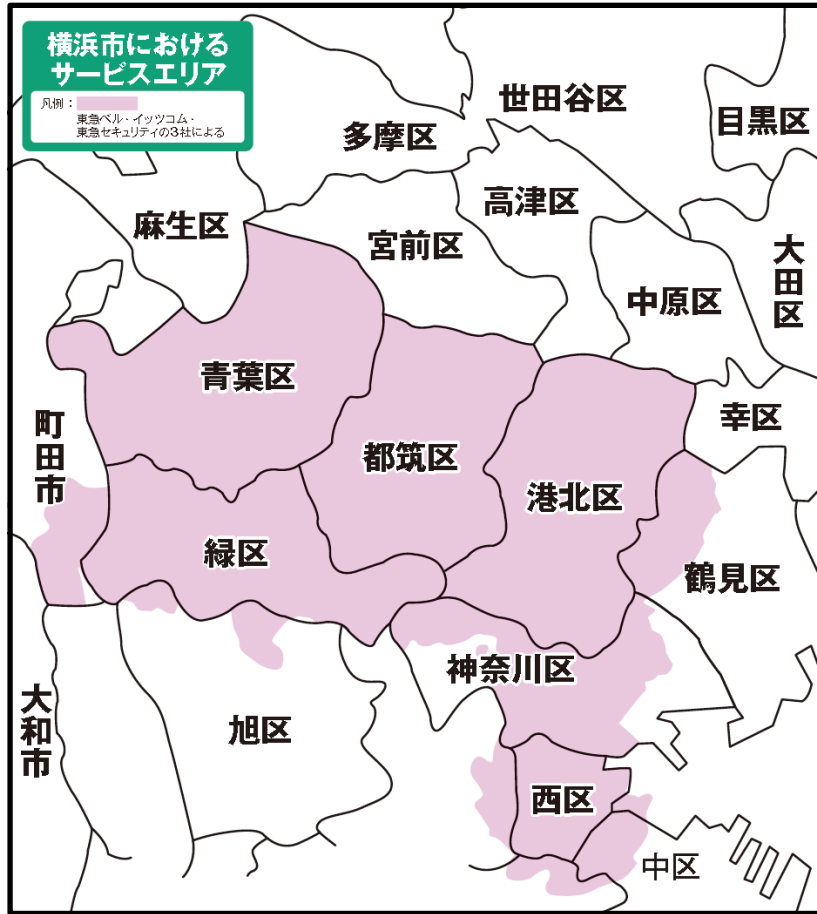 横浜市における
サービスエリア
凡例：
東急ベル・イッツコム・
東急セキュリティの3社による
世田谷区
目黒区
多摩区
高津区
麻生区
宮前区
大田区
中原区
青葉区
幸区
町田市
都筑区
港北区
緑区
鶴見区
神奈川区
大和市
旭区
西区
中区